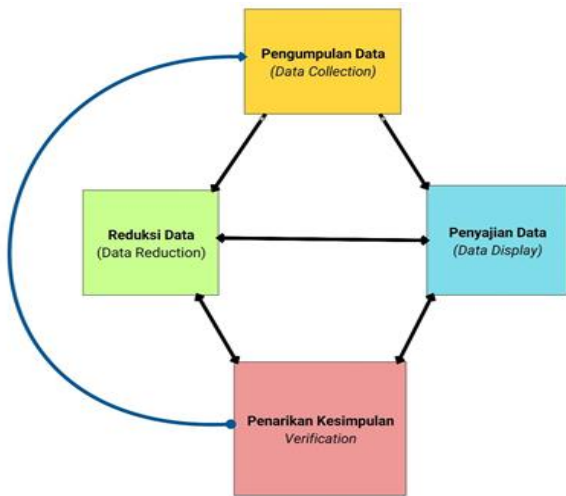 Pengumpulan Data
(Data Collection)
Reduksi Data
(Data Reduction)
Penyajian Data
(Data Display)
Penarikan Kesimpulan
Verification